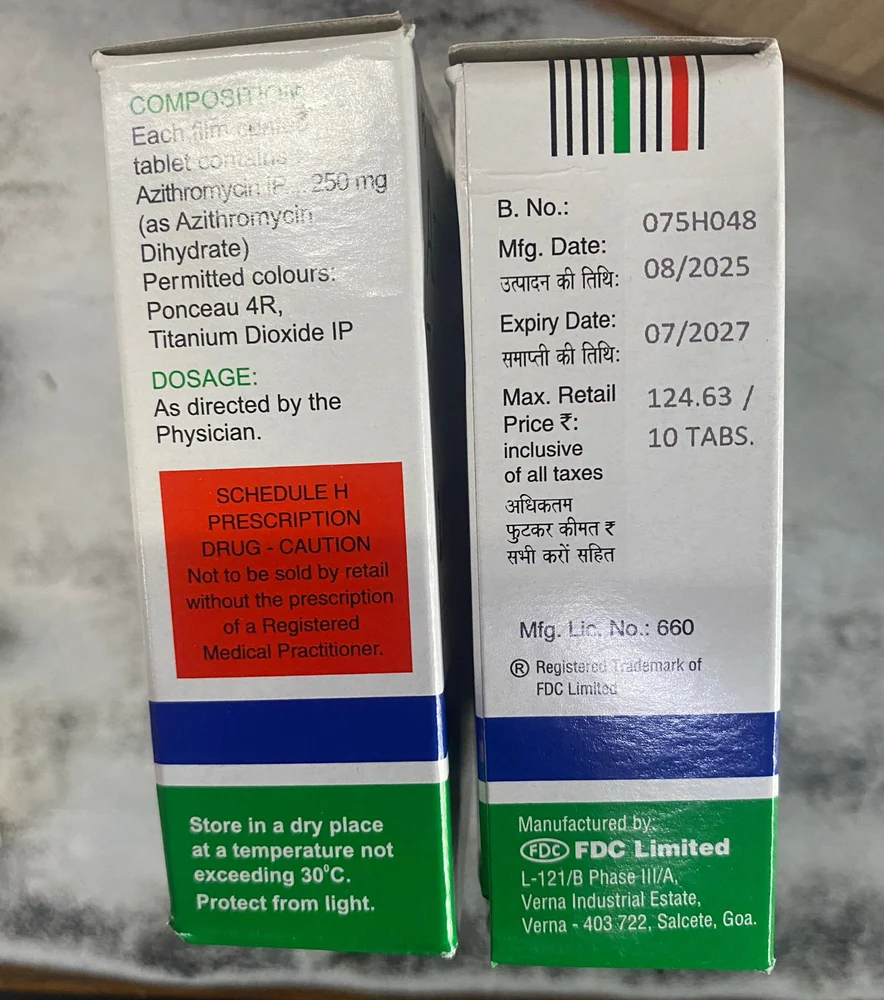 COMPOSITION
Each film coated
tablet contains
Azithromycin IP ... 250 mg
(as Azithromycin
Dihydrate)
Permitted colours:
Ponceau 4R,
Titanium Dioxide IP
DOSAGE:
As directed by the
Physician.
SCHEDULE H
PRESCRIPTION
DRUG - CAUTION
Not to be sold by retail
without the prescription
of a Registered
Medical Practitioner.
Store in a dry place
at a temperature not
exceeding 30⁰C.
Protect from light.
B. No.: 075H048
Mfg. Date: 08/2025
उत्पादन की तिथि:
Expiry Date: 07/2027
समाप्ती की तिथि:
Max. Retail 124.63 /
Price ₹: 10 TABS.
inclusive
of all taxes
अधिकतम
फुटकर कीमत ₹
सभी करों सहित
Mfg. Lic. No.: 660
® Registered Trademark of
FDC Limited
Manufactured by:
FDC FDC Limited
L-121/B Phase III/A,
Verna Industrial Estate,
Verna - 403 722, Salcete, Goa.